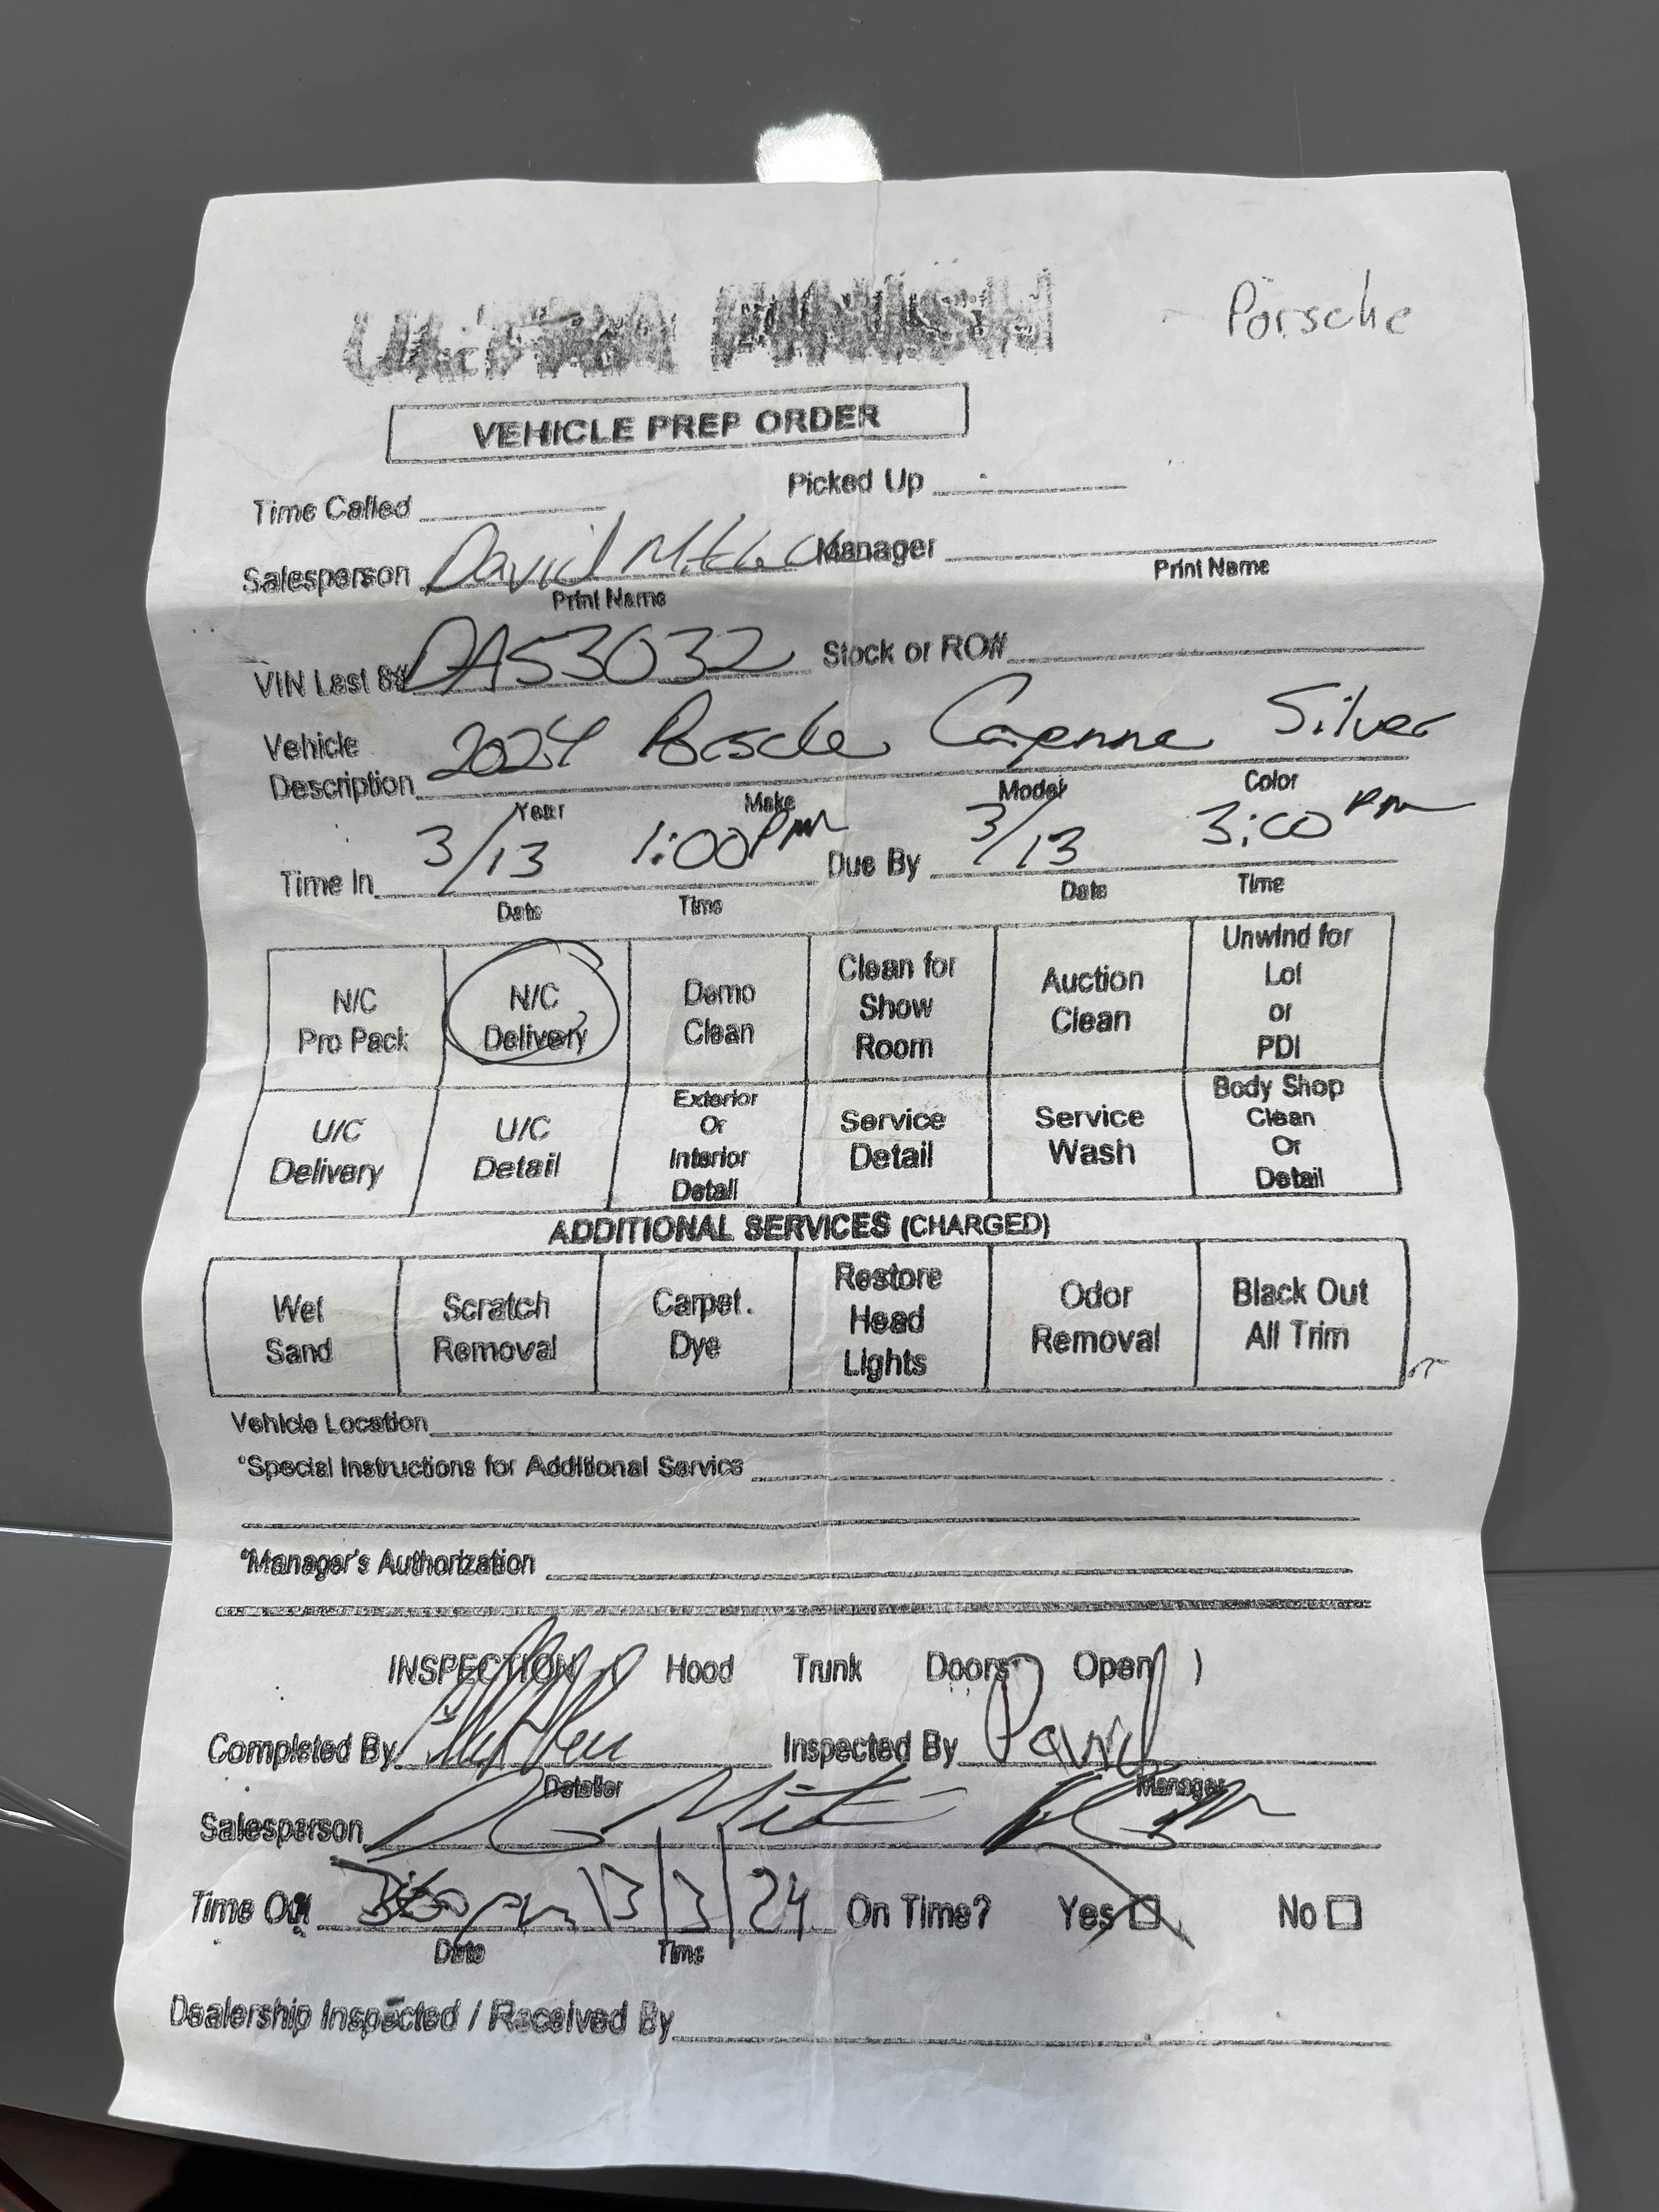 Porsche
VEHICLE PREP ORDER
Time Called Picked Up
Salesperson David Manager
Print Name Print Name
VIN Last 8# DA53032 Stock or RO#
Vehicle Description 2024 Porsche Cayenne Silver
Year Make Model Color
Time In 3/13 1:00 PM Due By 3/13 3:00 PM
Date Time Date Time
N/C Pro Pack
N/C Delivery
Demo Clean
Clean for Show Room
Auction Clean
Unwind for Lot or PDI
U/C Delivery
U/C Detail
Exterior Or Interior Detail
Service Detail
Service Wash
Body Shop Clean Or Detail
ADDITIONAL SERVICES (CHARGED)
Wet Sand
Scratch Removal
Carpet Dye
Restore Head Lights
Odor Removal
Black Out All Trim
Vehicle Location
*Special Instructions for Additional Service
*Manager's Authorization
INSPECTION ( Hood Trunk Doors Open )
Completed By Inspected By David
Detailer Manager
Salesperson
Time Out 13/3/24 On Time? Yes No
Date Time
Dealership Inspected / Received By